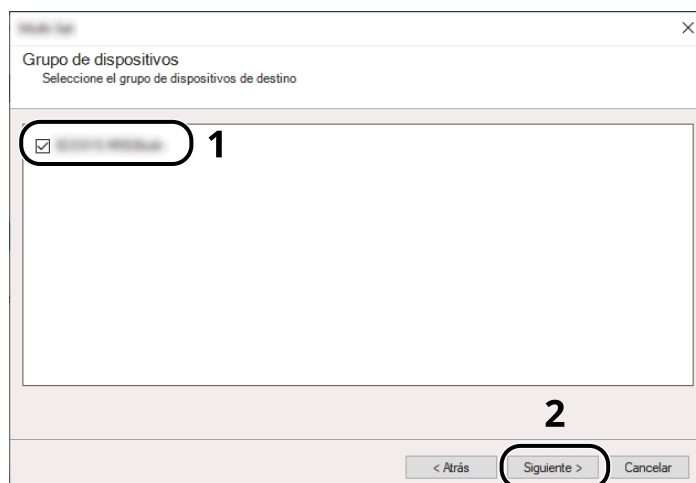 Grupo de dispositivos
Seleccione el grupo de dispositivos de destino
1
2
< Atrás Siguiente > Cancelar